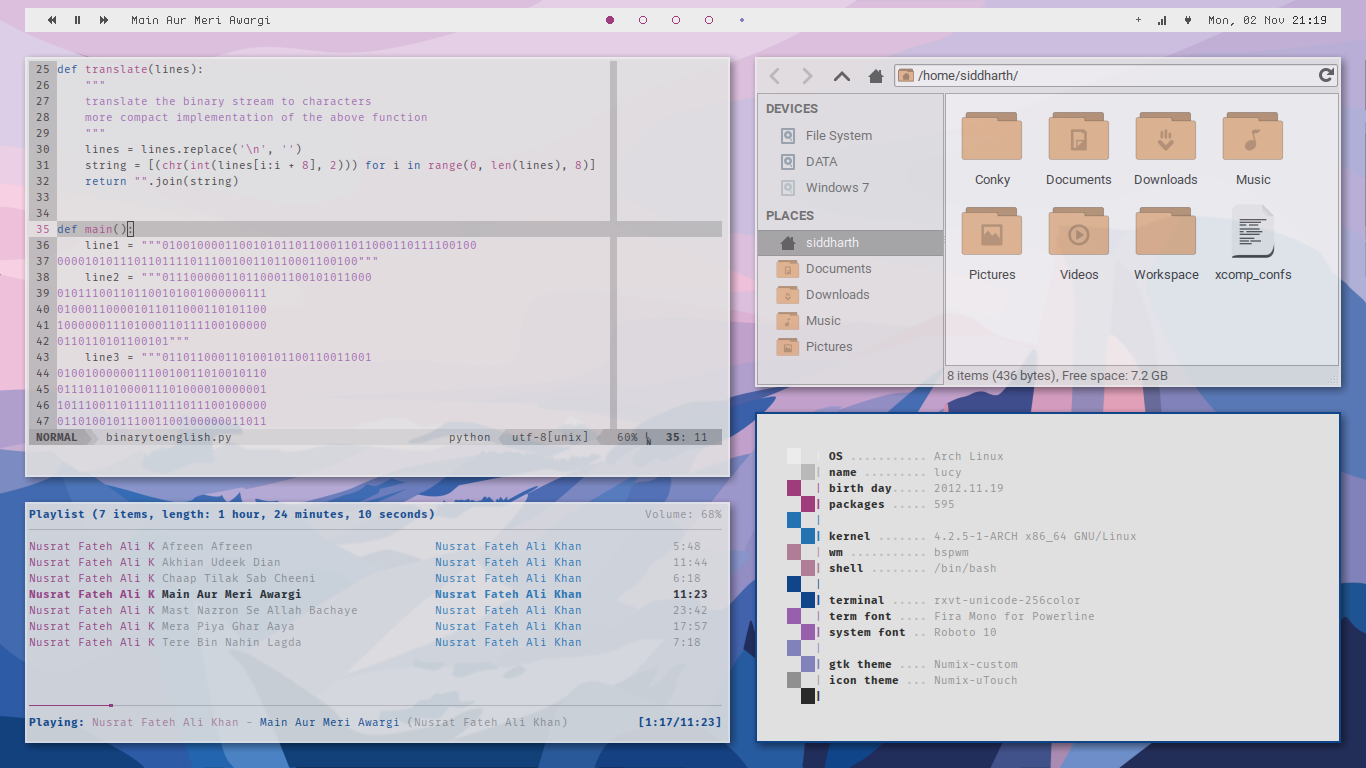 Main Aur Meri Awargi
+ Mon, 02 Nov 21:19
25 def translate(lines):
26 """
27 translate the binary stream to characters
28 more compact implementation of the above function
29 """
30 lines = lines.replace('\n', '')
31 string = [(chr(int(lines[i:i + 8], 2))) for i in range(0, len(lines), 8)]
32 return "".join(string)
33
34
35 def main():
36 line1 = """010010000110010101101100011011000110111100100
37 0000101011101101111011100100110110001100100"""
38 line2 = """011100000110110001100101011000
39 010111001101100101001000000111
40 010001100001011011000110101100
41 100000011101000110111100100000
42 0110110101100101"""
43 line3 = """011011000110100101100110011001
44 010010000001110010011010010110
45 011101101000011101000010000001
46 101110011011110111011100100000
47 011010010111001100100000011011
NORMAL binarytoenglish.py python utf-8[unix] 60% LN 35: 11
/home/siddharth/
DEVICES
File System
DATA
Windows 7
PLACES
siddharth
Documents
Downloads
Music
Pictures
Conky Documents Downloads Music
Pictures Videos Workspace xcomp_confs
8 items (436 bytes), Free space: 7.2 GB
Playlist (7 items, length: 1 hour, 24 minutes, 10 seconds) Volume: 68%
Nusrat Fateh Ali K Afreen Afreen Nusrat Fateh Ali Khan 5:48
Nusrat Fateh Ali K Akhian Udeek Dian Nusrat Fateh Ali Khan 11:44
Nusrat Fateh Ali K Chaap Tilak Sab Cheeni Nusrat Fateh Ali Khan 6:18
Nusrat Fateh Ali K Main Aur Meri Awargi Nusrat Fateh Ali Khan 11:23
Nusrat Fateh Ali K Mast Nazron Se Allah Bachaye Nusrat Fateh Ali Khan 23:42
Nusrat Fateh Ali K Mera Piya Ghar Aaya Nusrat Fateh Ali Khan 17:57
Nusrat Fateh Ali K Tere Bin Nahin Lagda Nusrat Fateh Ali Khan 7:18
Playing: Nusrat Fateh Ali Khan - Main Aur Meri Awargi (Nusrat Fateh Ali Khan) [1:17/11:23]
OS .......... Arch Linux
name ........ lucy
birth day.... 2012.11.19
packages .... 595
kernel ...... 4.2.5-1-ARCH x86_64 GNU/Linux
wm .......... bspwm
shell ....... /bin/bash
terminal .... rxvt-unicode-256color
term font ... Fira Mono for Powerline
system font .. Roboto 10
gtk theme .... Numix-custom
icon theme ... Numix-uTouch